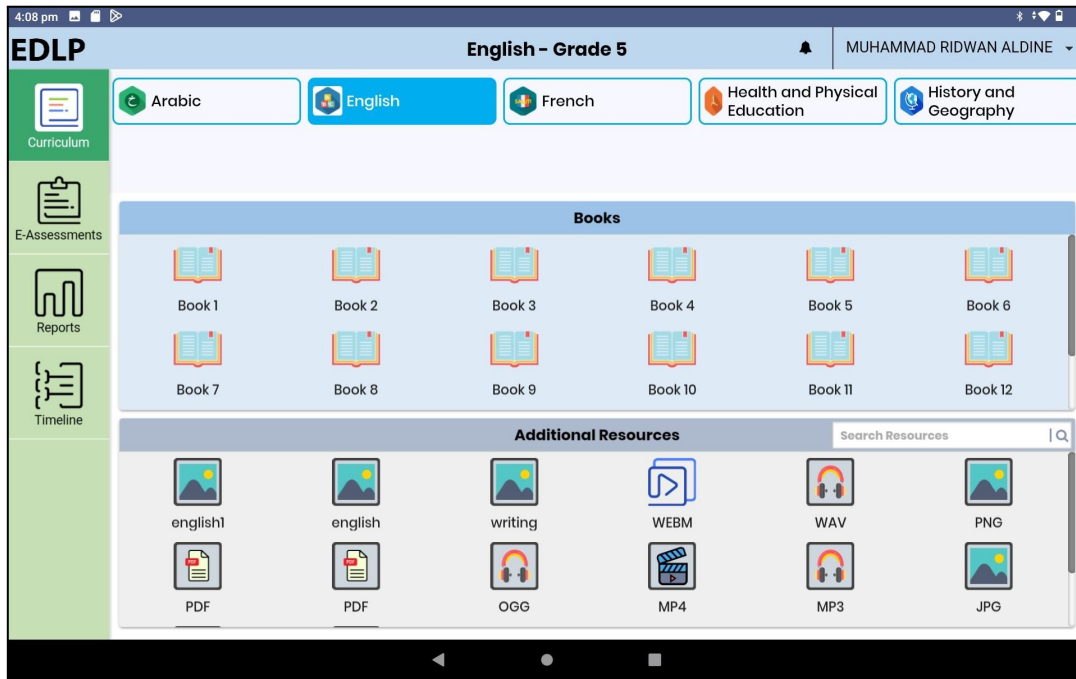 4:08 pm
EDLP
English - Grade 5
MUHAMMAD RIDWAN ALDINE
Curriculum
E-Assessments
Reports
Timeline
Arabic
English
French
Health and Physical
Education
History and
Geography
Books
Book 1
Book 2
Book 3
Book 4
Book 5
Book 6
Book 7
Book 8
Book 9
Book 10
Book 11
Book 12
Additional Resources
Search Resources
english1
english
writing
WEBM
WAV
PNG
PDF
PDF
OGG
MP4
MP3
JPG